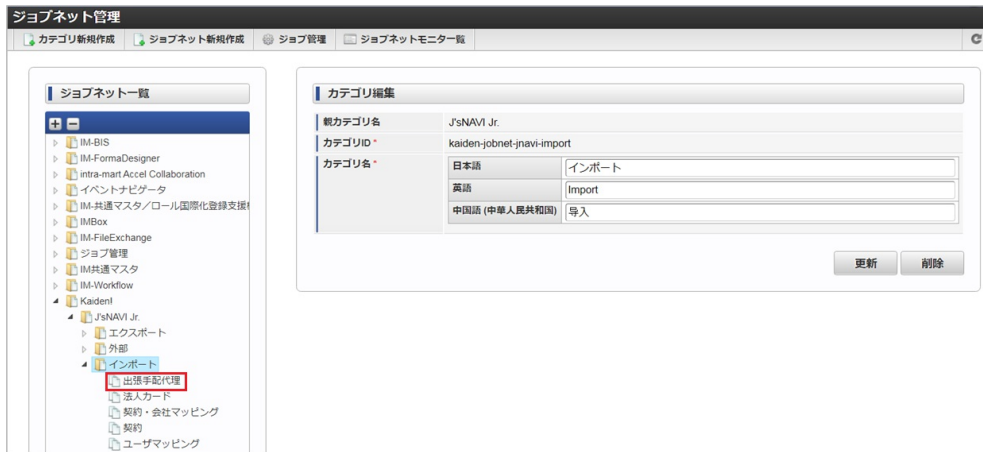 ジョブネット管理
カテゴリ新規作成 ジョブネット新規作成 ジョブ管理 ジョブネットモニタ一覧
ジョブネット一覧
IM-BIS
IM-FormaDesigner
intra-mart Accel Collaboration
イベントナビゲータ
IM-共通マスタ/ロール国際化登録支援
IMBox
IM-FileExchange
ジョブ管理
IM共通マスタ
IM-Workflow
Kaiden!
J'sNAVI Jr.
エクスポート
外部
インポート
出張手配代理
法人カード
契約・会社マッピング
契約
ユーザマッピング
カテゴリ編集
親カテゴリ名 J'sNAVI Jr.
カテゴリID * kaiden-jobnet-jnavi-import
カテゴリ名 * 日本語 インポート
英語 Import
中国語 (中華人民共和国) 导入
更新 削除